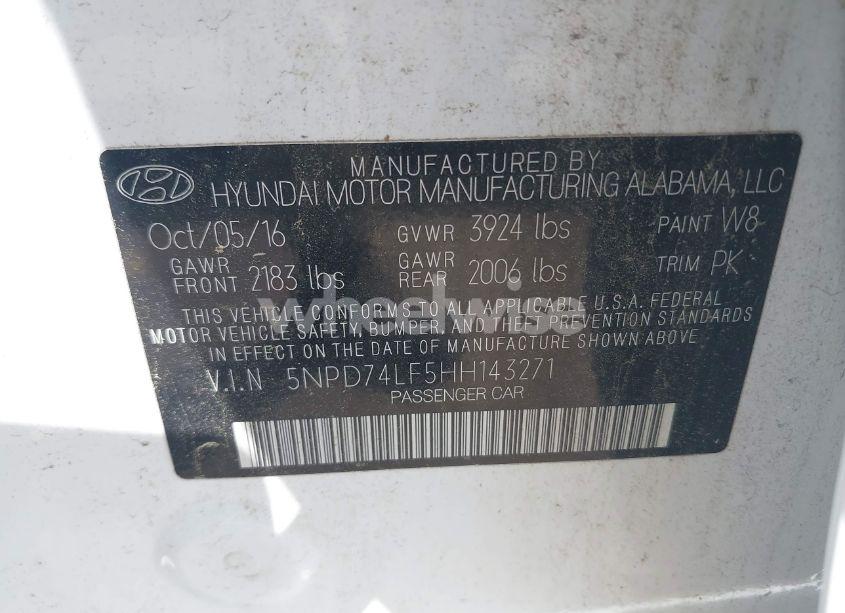 MANUFACTURED BY
HYUNDAI MOTOR MANUFACTURING ALABAMA, LLC
Oct/05/16 GVWR 3924 lbs PAINT W8
GAWR FRONT 2183 lbs GAWR REAR 2006 lbs TRIM PK
wheelwise
THIS VEHICLE CONFORMS TO ALL APPLICABLE U.S.A. FEDERAL
MOTOR VEHICLE SAFETY, BUMPER AND THEFT PREVENTION STANDARDS
IN EFFECT ON THE DATE OF MANUFACTURE SHOWN ABOVE.
V.I.N 5NPD74LF5HH143271
PASSENGER CAR